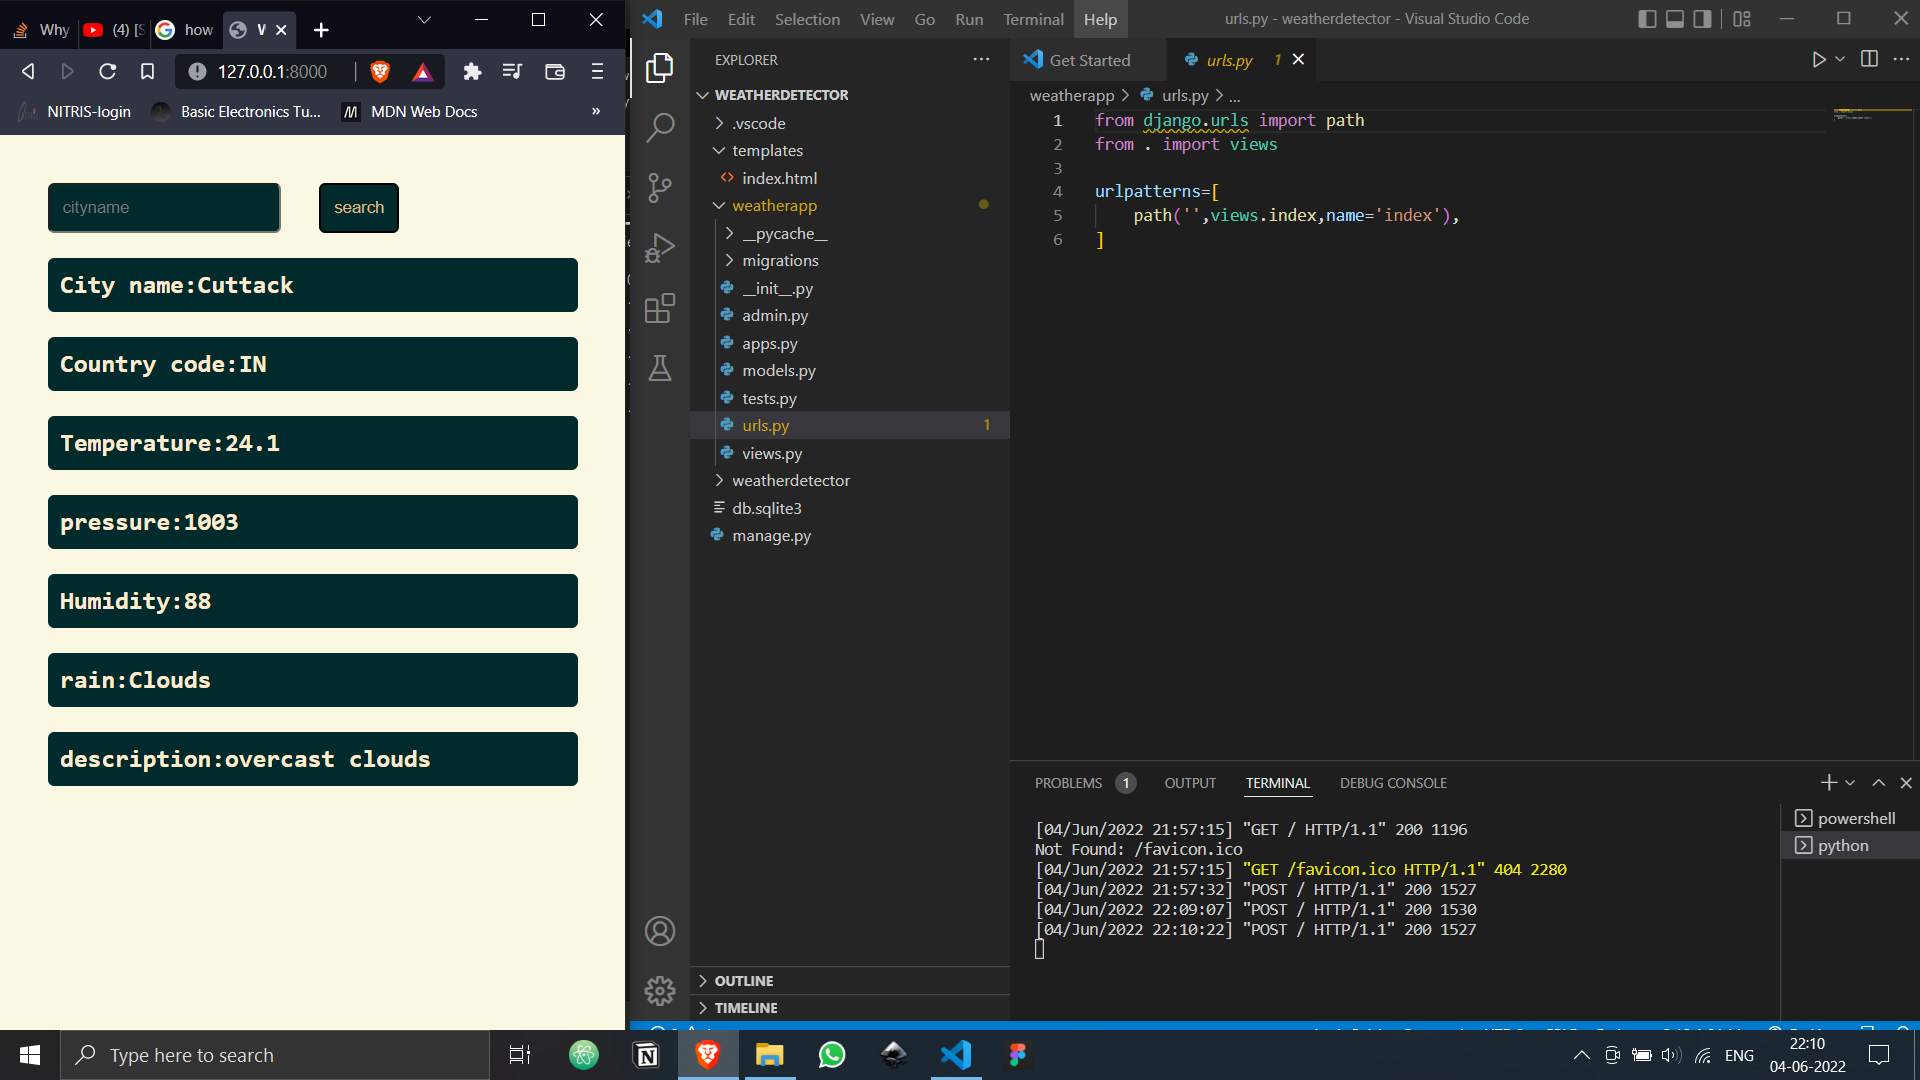 Why
(4) [S
how
W
127.0.0.1:8000
NITRIS-login
Basic Electronics Tu...
MDN Web Docs
»
cityname
search
City name:Cuttack
Country code:IN
Temperature:24.1
pressure:1003
Humidity:88
rain:Clouds
description:overcast clouds
File Edit Selection View Go Run Terminal Help
urls.py - weatherdetector - Visual Studio Code
EXPLORER
WEATHERDETECTOR
.vscode
templates
index.html
weatherapp
__pycache__
migrations
__init__.py
admin.py
apps.py
models.py
tests.py
urls.py 1
views.py
weatherdetector
db.sqlite3
manage.py
OUTLINE
TIMELINE
Get Started
urls.py 1
weatherapp > urls.py > ...
1 from django.urls import path
2 from . import views
3
4 urlpatterns=[
5 path('',views.index,name='index'),
6 ]
PROBLEMS 1 OUTPUT TERMINAL DEBUG CONSOLE
[04/Jun/2022 21:57:15] "GET / HTTP/1.1" 200 1196
Not Found: /favicon.ico
[04/Jun/2022 21:57:15] "GET /favicon.ico HTTP/1.1" 404 2280
[04/Jun/2022 21:57:32] "POST / HTTP/1.1" 200 1527
[04/Jun/2022 22:09:07] "POST / HTTP/1.1" 200 1530
[04/Jun/2022 22:10:22] "POST / HTTP/1.1" 200 1527
powershell
python
Type here to search
ENG
22:10
04-06-2022